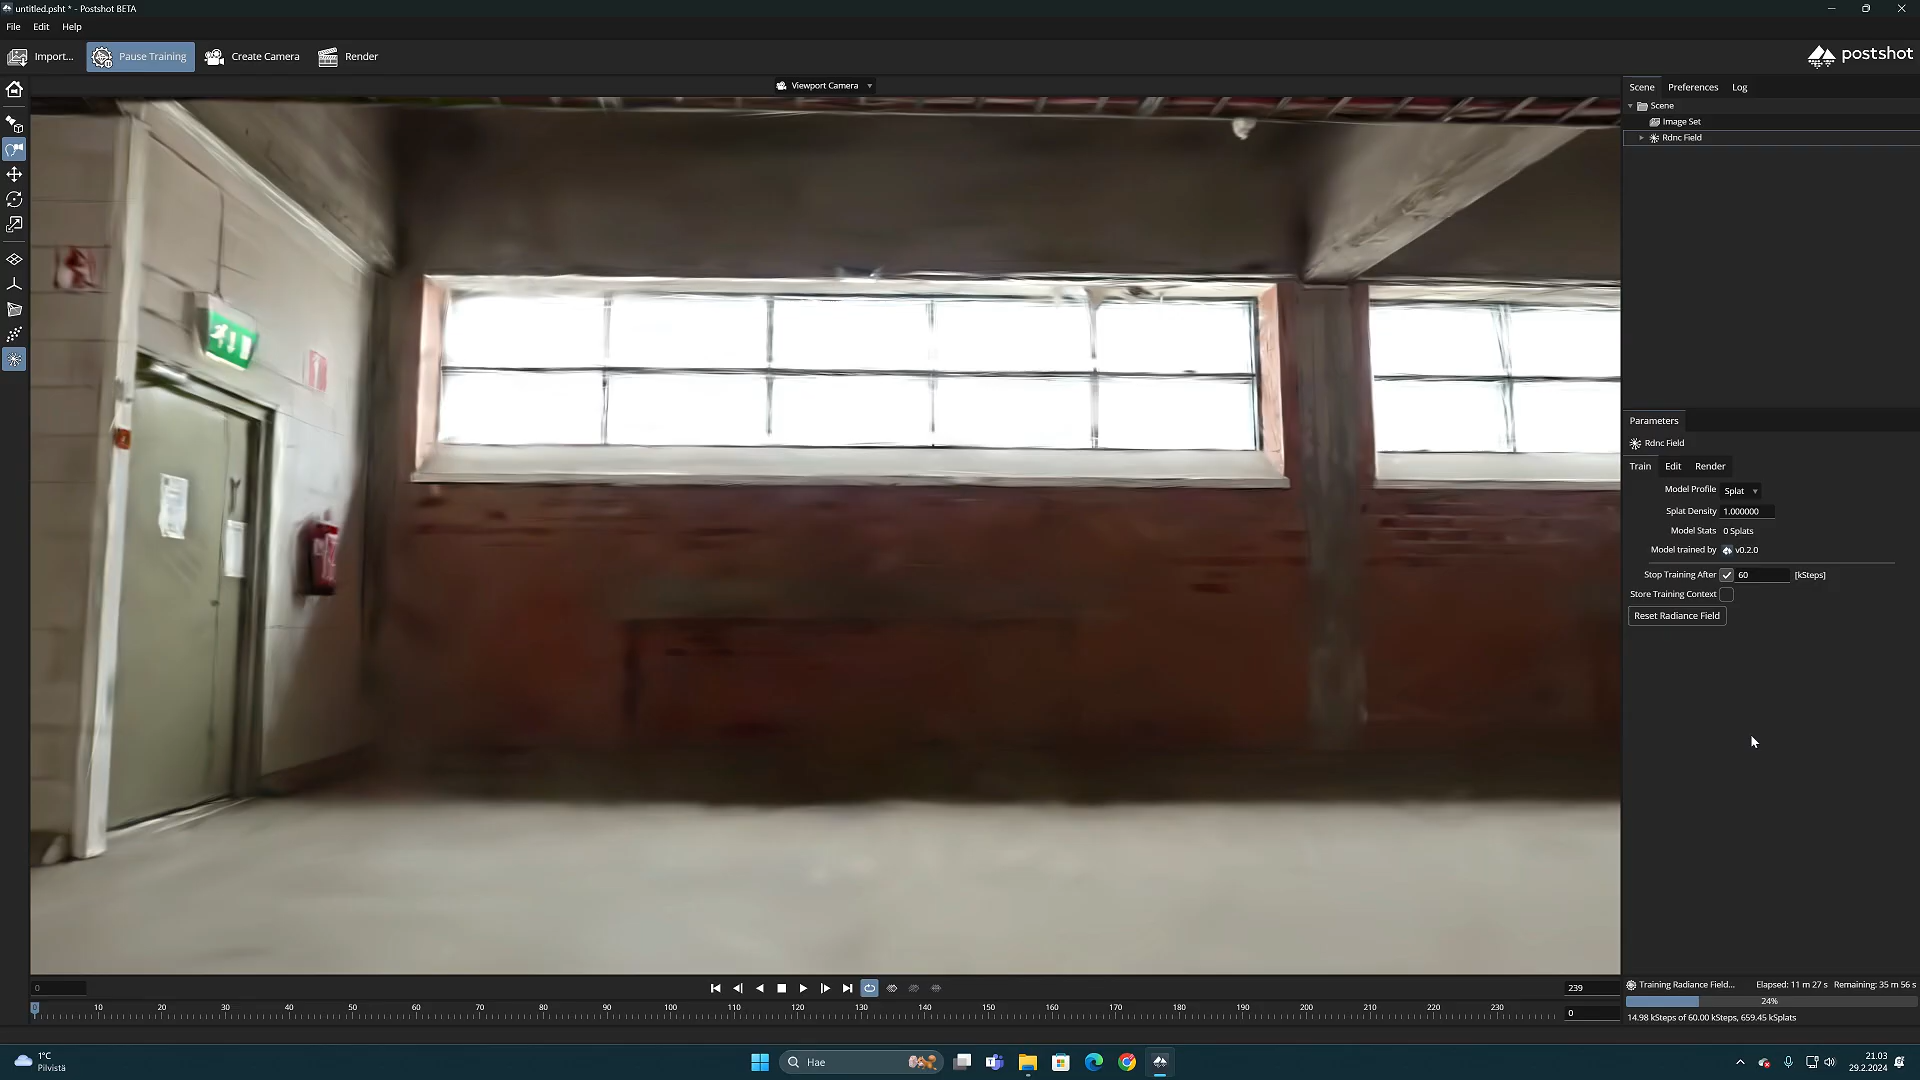 untitled.psht * - Postshot BETA
File Edit Help
Import... Pause Training Create Camera Render
postshot
Viewport Camera
Scene Preferences Log
Scene
Image Set
Rdnc Field
Parameters
Rdnc Field
Train Edit Render
Model Profile Splat
Splat Density 1.000000
Model Stats 0 Splats
Model trained by v0.2.0
Stop Training After 60 [kSteps]
Store Training Context
Reset Radiance Field
0
239
0 10 20 30 40 50 60 70 80 90 100 110 120 130 140 150 160 170 180 190 200 210 220 230
0
Training Radiance Field... Elapsed: 11 m 27 s Remaining: 35 m 56 s
24%
14.98 kSteps of 60.00 kSteps, 659.45 kSplats
1°C
Pilvistä
Hae
21.03
29.2.2024